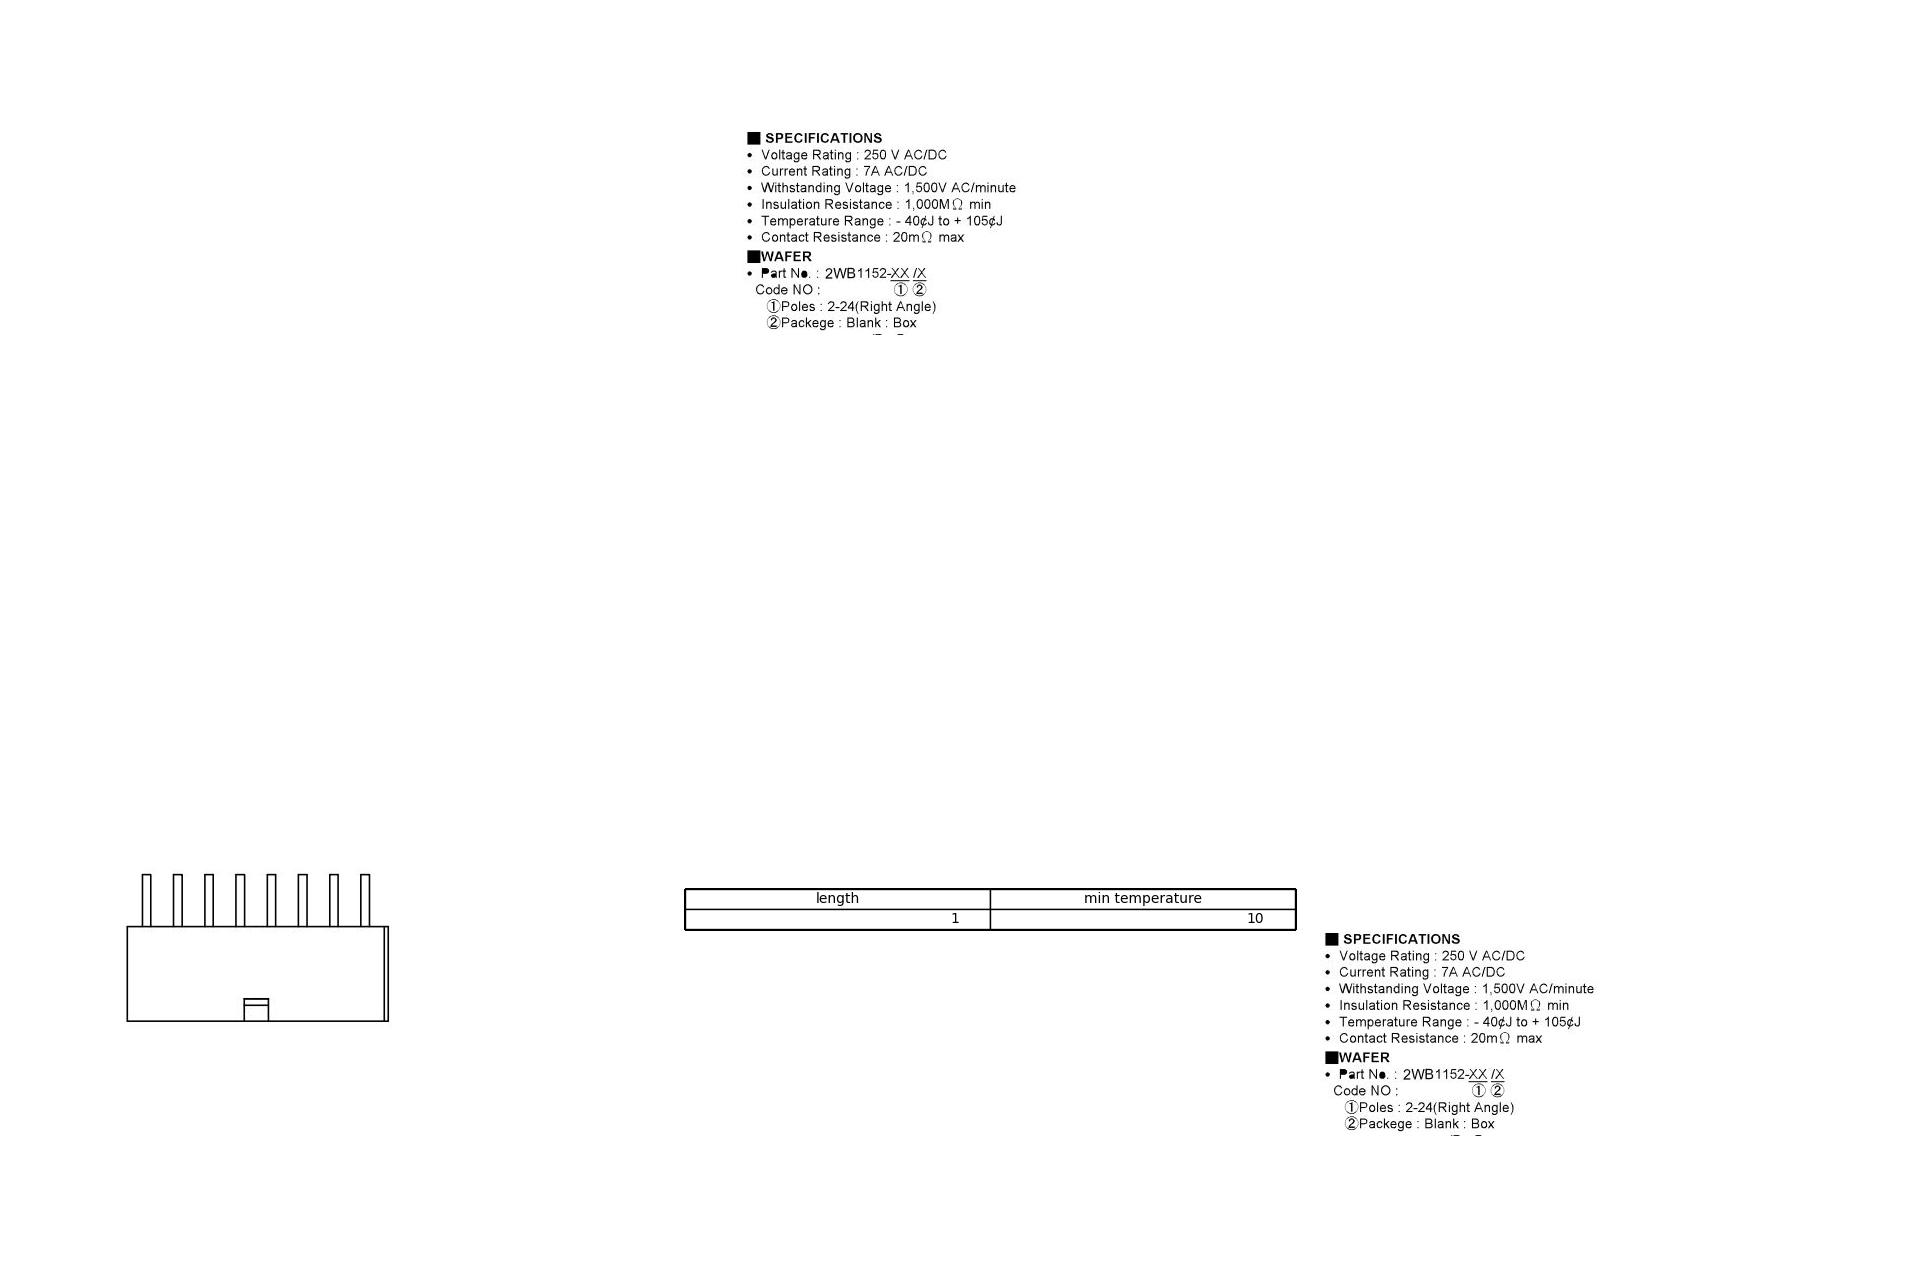 ■ SPECIFICATIONS
• Voltage Rating : 250 V AC/DC
• Current Rating : 7A AC/DC
• Withstanding Voltage : 1,500V AC/minute
• Insulation Resistance : 1,000MΩ min
• Temperature Range : - 40¢J to + 105¢J
• Contact Resistance : 20mΩ max
■WAFER
• Part No. : 2WB1152-XX /X
Code NO : ① ②
①Poles : 2-24(Right Angle)
②Packege : Blank : Box
length min temperature
1 10
■ SPECIFICATIONS
• Voltage Rating : 250 V AC/DC
• Current Rating : 7A AC/DC
• Withstanding Voltage : 1,500V AC/minute
• Insulation Resistance : 1,000MΩ min
• Temperature Range : - 40¢J to + 105¢J
• Contact Resistance : 20mΩ max
■WAFER
• Part No. : 2WB1152-XX /X
Code NO : ① ②
①Poles : 2-24(Right Angle)
②Packege : Blank : Box